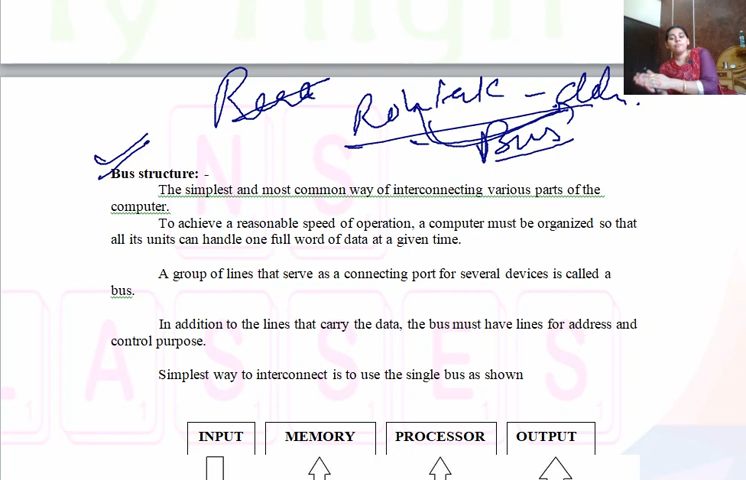 ly High
Rohtak -
Bus
Bus structure: -
The simplest and most common way of interconnecting various parts of the
computer.
To achieve a reasonable speed of operation, a computer must be organized so that
all its units can handle one full word of data at a given time.
A group of lines that serve as a connecting port for several devices is called a
bus.
In addition to the lines that carry the data, the bus must have lines for address and
control purpose.
Simplest way to interconnect is to use the single bus as shown
INPUT MEMORY PROCESSOR OUTPUT
N S
L A S S E S